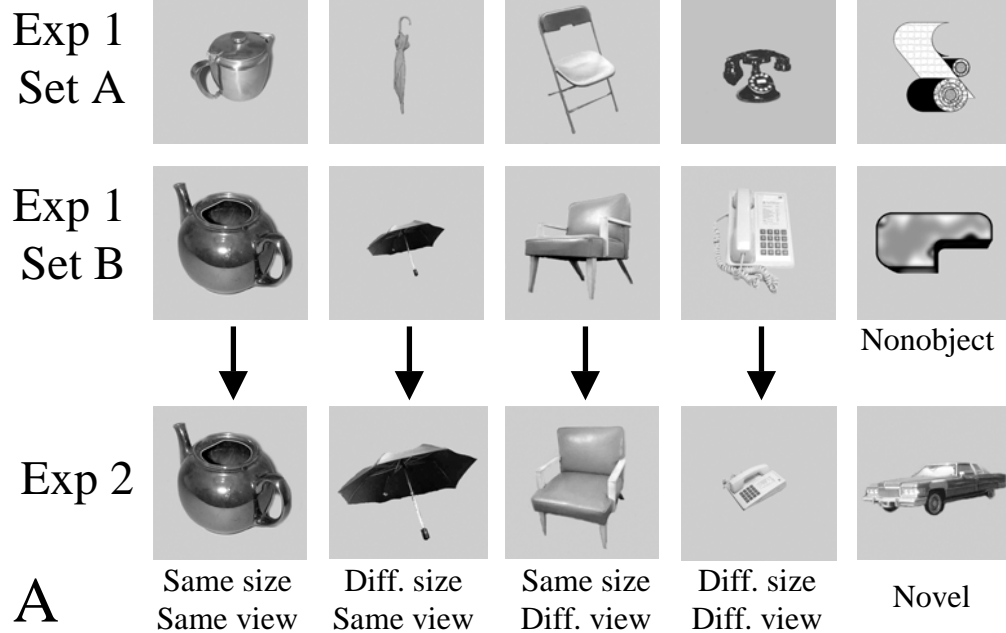 Exp 1
Set A
Exp 1
Set B
Nonobject
Exp 2
A
Same size
Same view
Diff. size
Same view
Same size
Diff. view
Diff. size
Diff. view
Novel